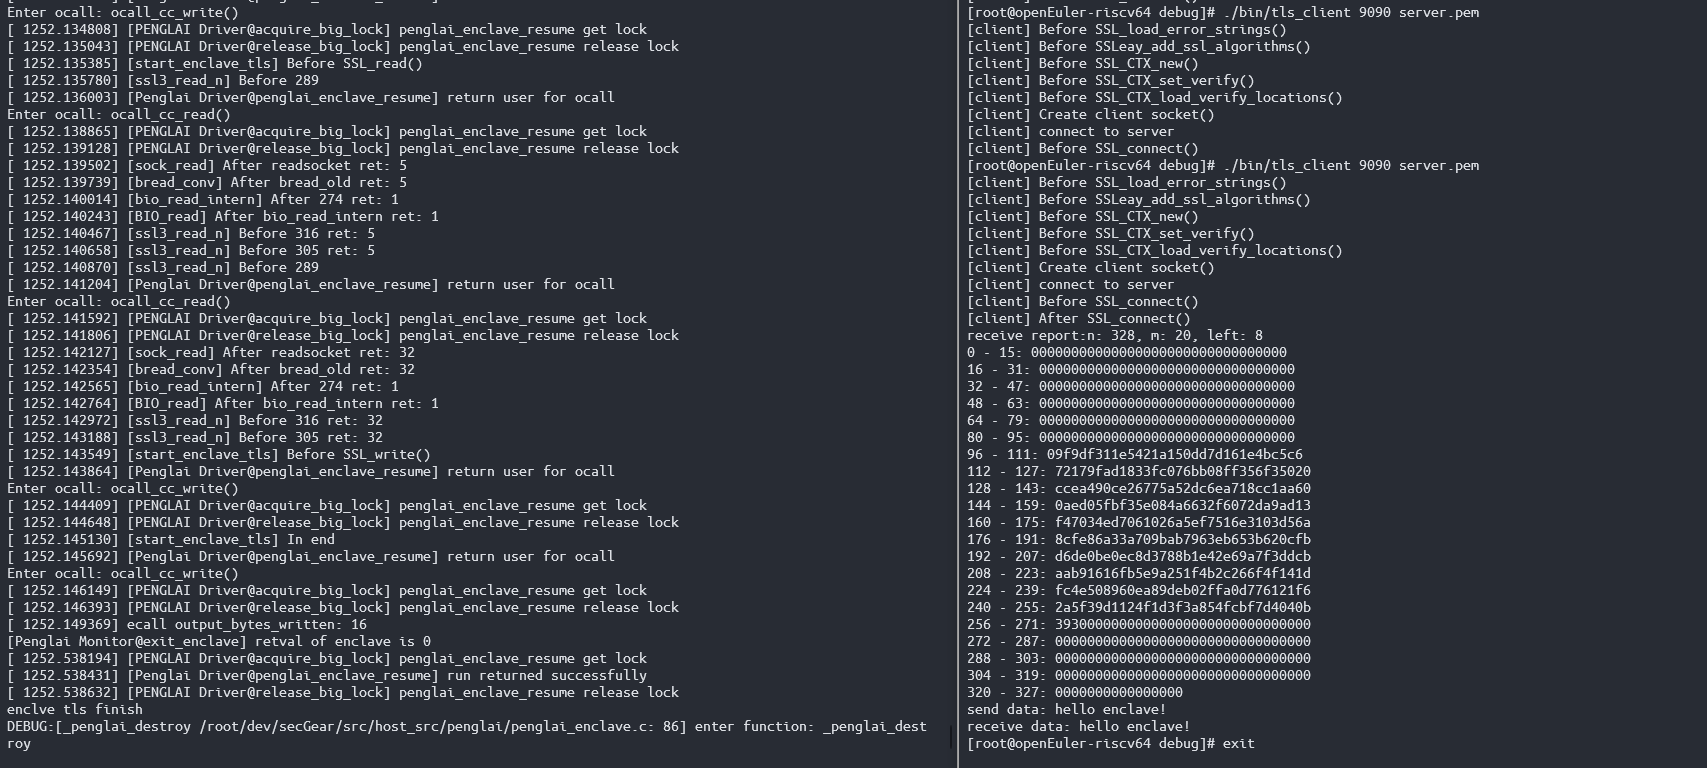 Enter ocall: ocall_cc_write()
[ 1252.134808] [PENGLAI Driver@acquire_big_lock] penglai_enclave_resume get lock
[ 1252.135043] [PENGLAI Driver@release_big_lock] penglai_enclave_resume release lock
[ 1252.135385] [start_enclave_tls] Before SSL_read()
[ 1252.135780] [ssl3_read_n] Before 289
[ 1252.136003] [Penglai Driver@penglai_enclave_resume] return user for ocall
Enter ocall: ocall_cc_read()
[ 1252.138865] [PENGLAI Driver@acquire_big_lock] penglai_enclave_resume get lock
[ 1252.139128] [PENGLAI Driver@release_big_lock] penglai_enclave_resume release lock
[ 1252.139502] [sock_read] After readsocket ret: 5
[ 1252.139739] [bread_conv] After bread_old ret: 5
[ 1252.140014] [bio_read_intern] After 274 ret: 1
[ 1252.140243] [BIO_read] After bio_read_intern ret: 1
[ 1252.140467] [ssl3_read_n] Before 316 ret: 5
[ 1252.140658] [ssl3_read_n] Before 305 ret: 5
[ 1252.140870] [ssl3_read_n] Before 289
[ 1252.141204] [Penglai Driver@penglai_enclave_resume] return user for ocall
Enter ocall: ocall_cc_read()
[ 1252.141592] [PENGLAI Driver@acquire_big_lock] penglai_enclave_resume get lock
[ 1252.141806] [PENGLAI Driver@release_big_lock] penglai_enclave_resume release lock
[ 1252.142127] [sock_read] After readsocket ret: 32
[ 1252.142354] [bread_conv] After bread_old ret: 32
[ 1252.142565] [bio_read_intern] After 274 ret: 1
[ 1252.142764] [BIO_read] After bio_read_intern ret: 1
[ 1252.142972] [ssl3_read_n] Before 316 ret: 32
[ 1252.143188] [ssl3_read_n] Before 305 ret: 32
[ 1252.143549] [start_enclave_tls] Before SSL_write()
[ 1252.143864] [Penglai Driver@penglai_enclave_resume] return user for ocall
Enter ocall: ocall_cc_write()
[ 1252.144409] [PENGLAI Driver@acquire_big_lock] penglai_enclave_resume get lock
[ 1252.144648] [PENGLAI Driver@release_big_lock] penglai_enclave_resume release lock
[ 1252.145130] [start_enclave_tls] In end
[ 1252.145692] [Penglai Driver@penglai_enclave_resume] return user for ocall
Enter ocall: ocall_cc_write()
[ 1252.146149] [PENGLAI Driver@acquire_big_lock] penglai_enclave_resume get lock
[ 1252.146393] [PENGLAI Driver@release_big_lock] penglai_enclave_resume release lock
[ 1252.149369] ecall output_bytes_written: 16
[Penglai Monitor@exit_enclave] retval of enclave is 0
[ 1252.538194] [PENGLAI Driver@acquire_big_lock] penglai_enclave_resume get lock
[ 1252.538431] [Penglai Driver@penglai_enclave_resume] run returned successfully
[ 1252.538632] [PENGLAI Driver@release_big_lock] penglai_enclave_resume release lock
enclve tls finish
DEBUG:[_penglai_destroy /root/dev/secGear/src/host_src/penglai/penglai_enclave.c: 86] enter function: _penglai_dest
roy
[root@openEuler-riscv64 debug]# ./bin/tls_client 9090 server.pem
[client] Before SSL_load_error_strings()
[client] Before SSLeay_add_ssl_algorithms()
[client] Before SSL_CTX_new()
[client] Before SSL_CTX_set_verify()
[client] Before SSL_CTX_load_verify_locations()
[client] Create client socket()
[client] connect to server
[client] Before SSL_connect()
[root@openEuler-riscv64 debug]# ./bin/tls_client 9090 server.pem
[client] Before SSL_load_error_strings()
[client] Before SSLeay_add_ssl_algorithms()
[client] Before SSL_CTX_new()
[client] Before SSL_CTX_set_verify()
[client] Before SSL_CTX_load_verify_locations()
[client] Create client socket()
[client] connect to server
[client] Before SSL_connect()
[client] After SSL_connect()
receive report:n: 328, m: 20, left: 8
0 - 15: 00000000000000000000000000000000
16 - 31: 00000000000000000000000000000000
32 - 47: 00000000000000000000000000000000
48 - 63: 00000000000000000000000000000000
64 - 79: 00000000000000000000000000000000
80 - 95: 00000000000000000000000000000000
96 - 111: 09f9df311e5421a150dd7d161e4bc5c6
112 - 127: 72179fad1833fc076bb08ff356f35020
128 - 143: ccea490ce26775a52dc6ea718cc1aa60
144 - 159: 0aed05fbf35e084a6632f6072da9ad13
160 - 175: f47034ed7061026a5ef7516e3103d56a
176 - 191: 8cfe86a33a709bab7963eb653b620cfb
192 - 207: d6de0be0ec8d3788b1e42e69a7f3ddcb
208 - 223: aab91616fb5e9a251f4b2c266f4f141d
224 - 239: fc4e508960ea89deb02ffa0d776121f6
240 - 255: 2a5f39d1124f1d3f3a854fcbf7d4040b
256 - 271: 39300000000000000000000000000000
272 - 287: 00000000000000000000000000000000
288 - 303: 00000000000000000000000000000000
304 - 319: 00000000000000000000000000000000
320 - 327: 0000000000000000
send data: hello enclave!
receive data: hello enclave!
[root@openEuler-riscv64 debug]# exit